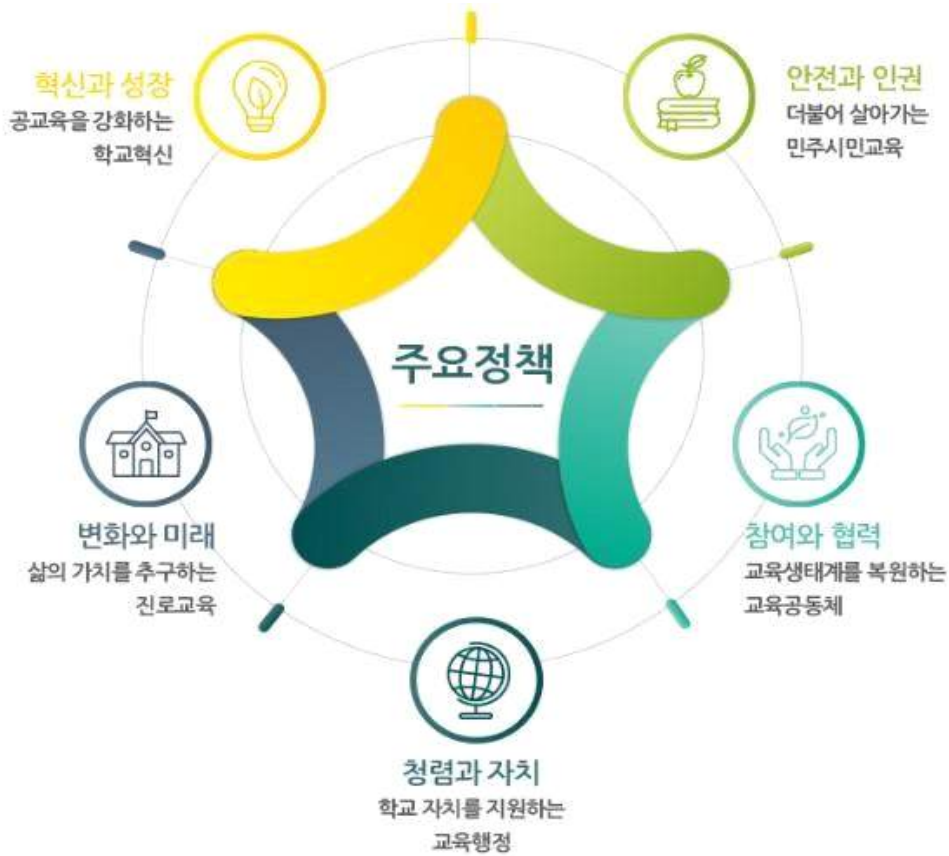 혁신과 성장
공교육을 강화하는
학교혁신
안전과 인권
더불어 살아가는
민주시민교육
주요정책
변화와 미래
삶의 가치를 추구하는
진로교육
참여와 협력
교육생태계를 복원하는
교육공동체
청렴과 자치
학교 자치를 지원하는
교육행정